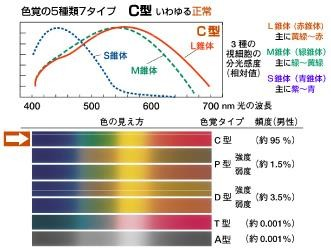 色覚の5種類7タイプ C型 いわゆる正常
C型
L錐体
S錐体
M錐体
3種の
視細胞の
分光感度
(相対値)
L錐体 (赤錐体)
主に黄緑~赤
M錐体 (緑錐体)
主に緑~黄緑
S錐体 (青錐体)
主に紫~青
400 500 600 700 nm 光の波長
色の見え方 色覚タイプ 頻度(男性)
C型 (約95%)
P型 強度 弱度 (約1.5%)
D型 強度 弱度 (約3.5%)
T型 (約0.001%)
A型 (約0.001%)